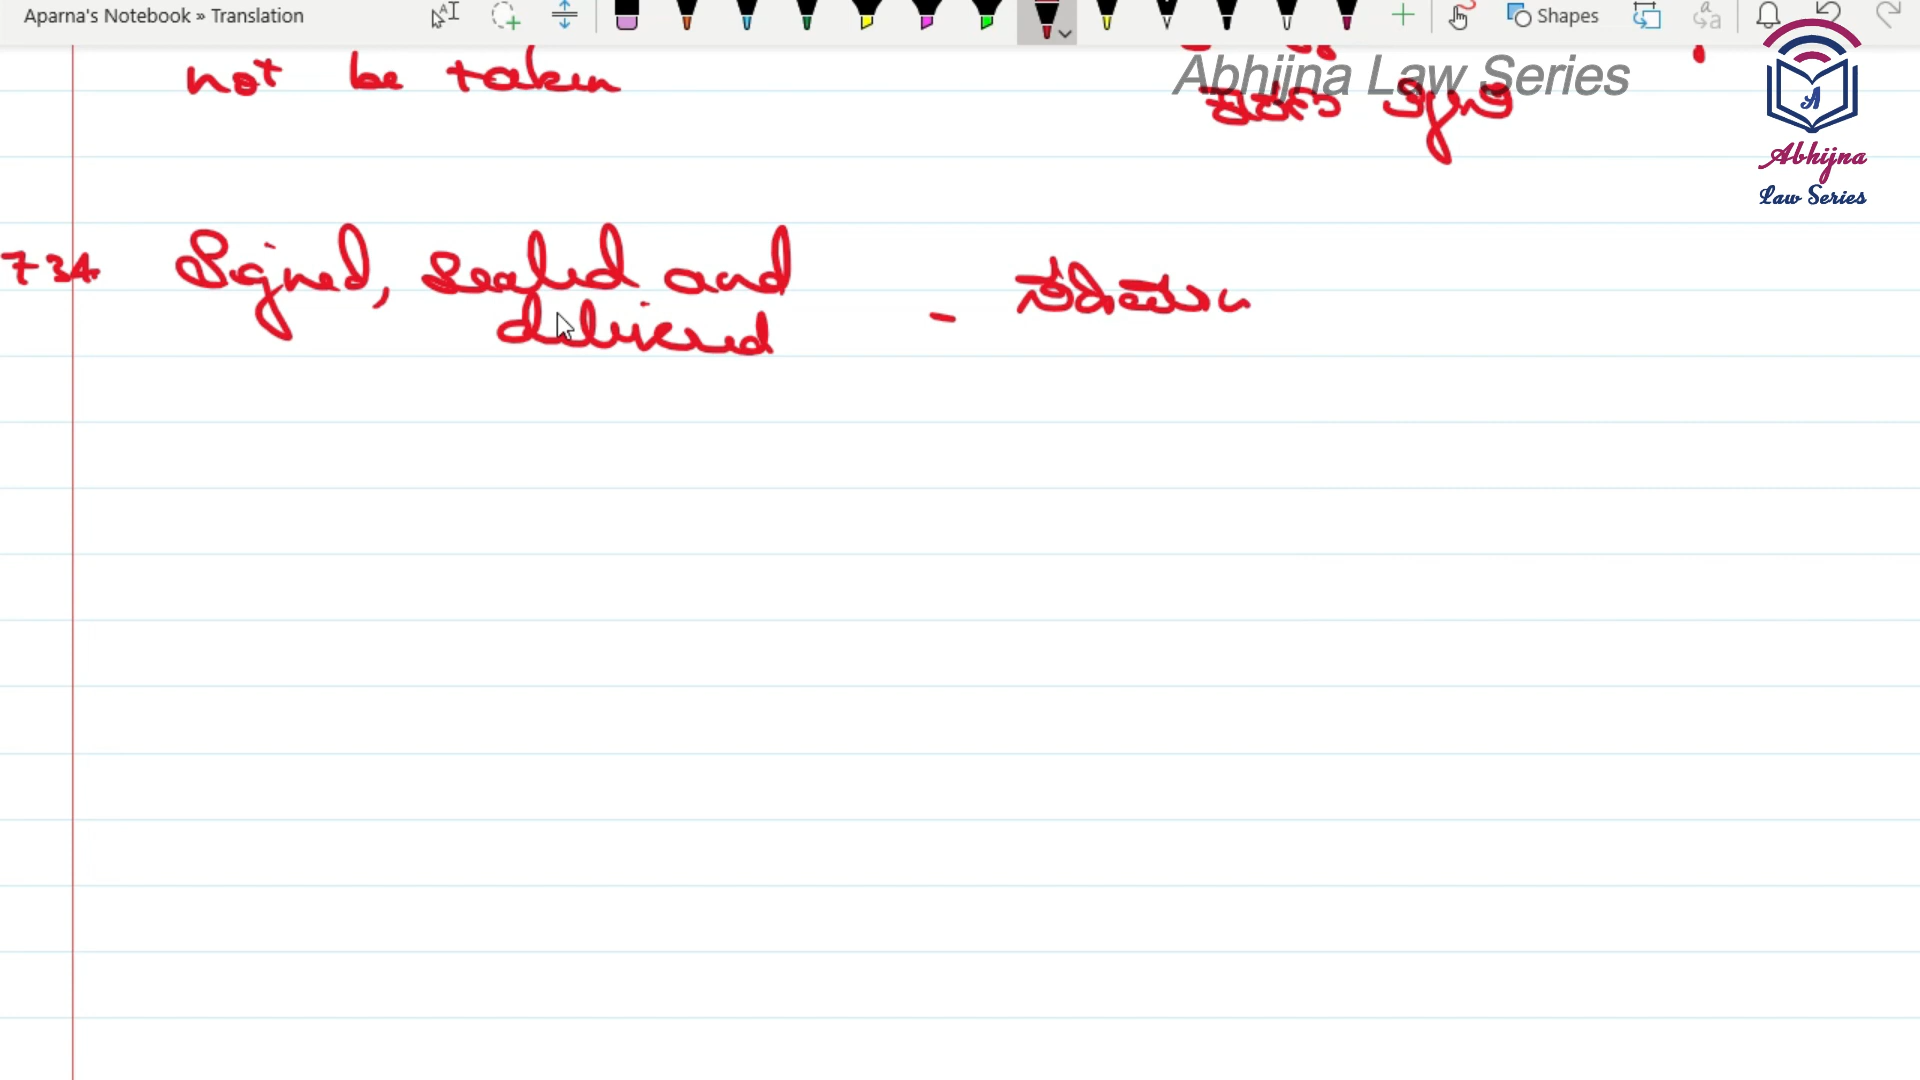 Aparna's Notebook » Translation
Shapes
Abhijna Law Series
not be taken
Abhijna
Law Series
734. Signed, sealed and
delivered -